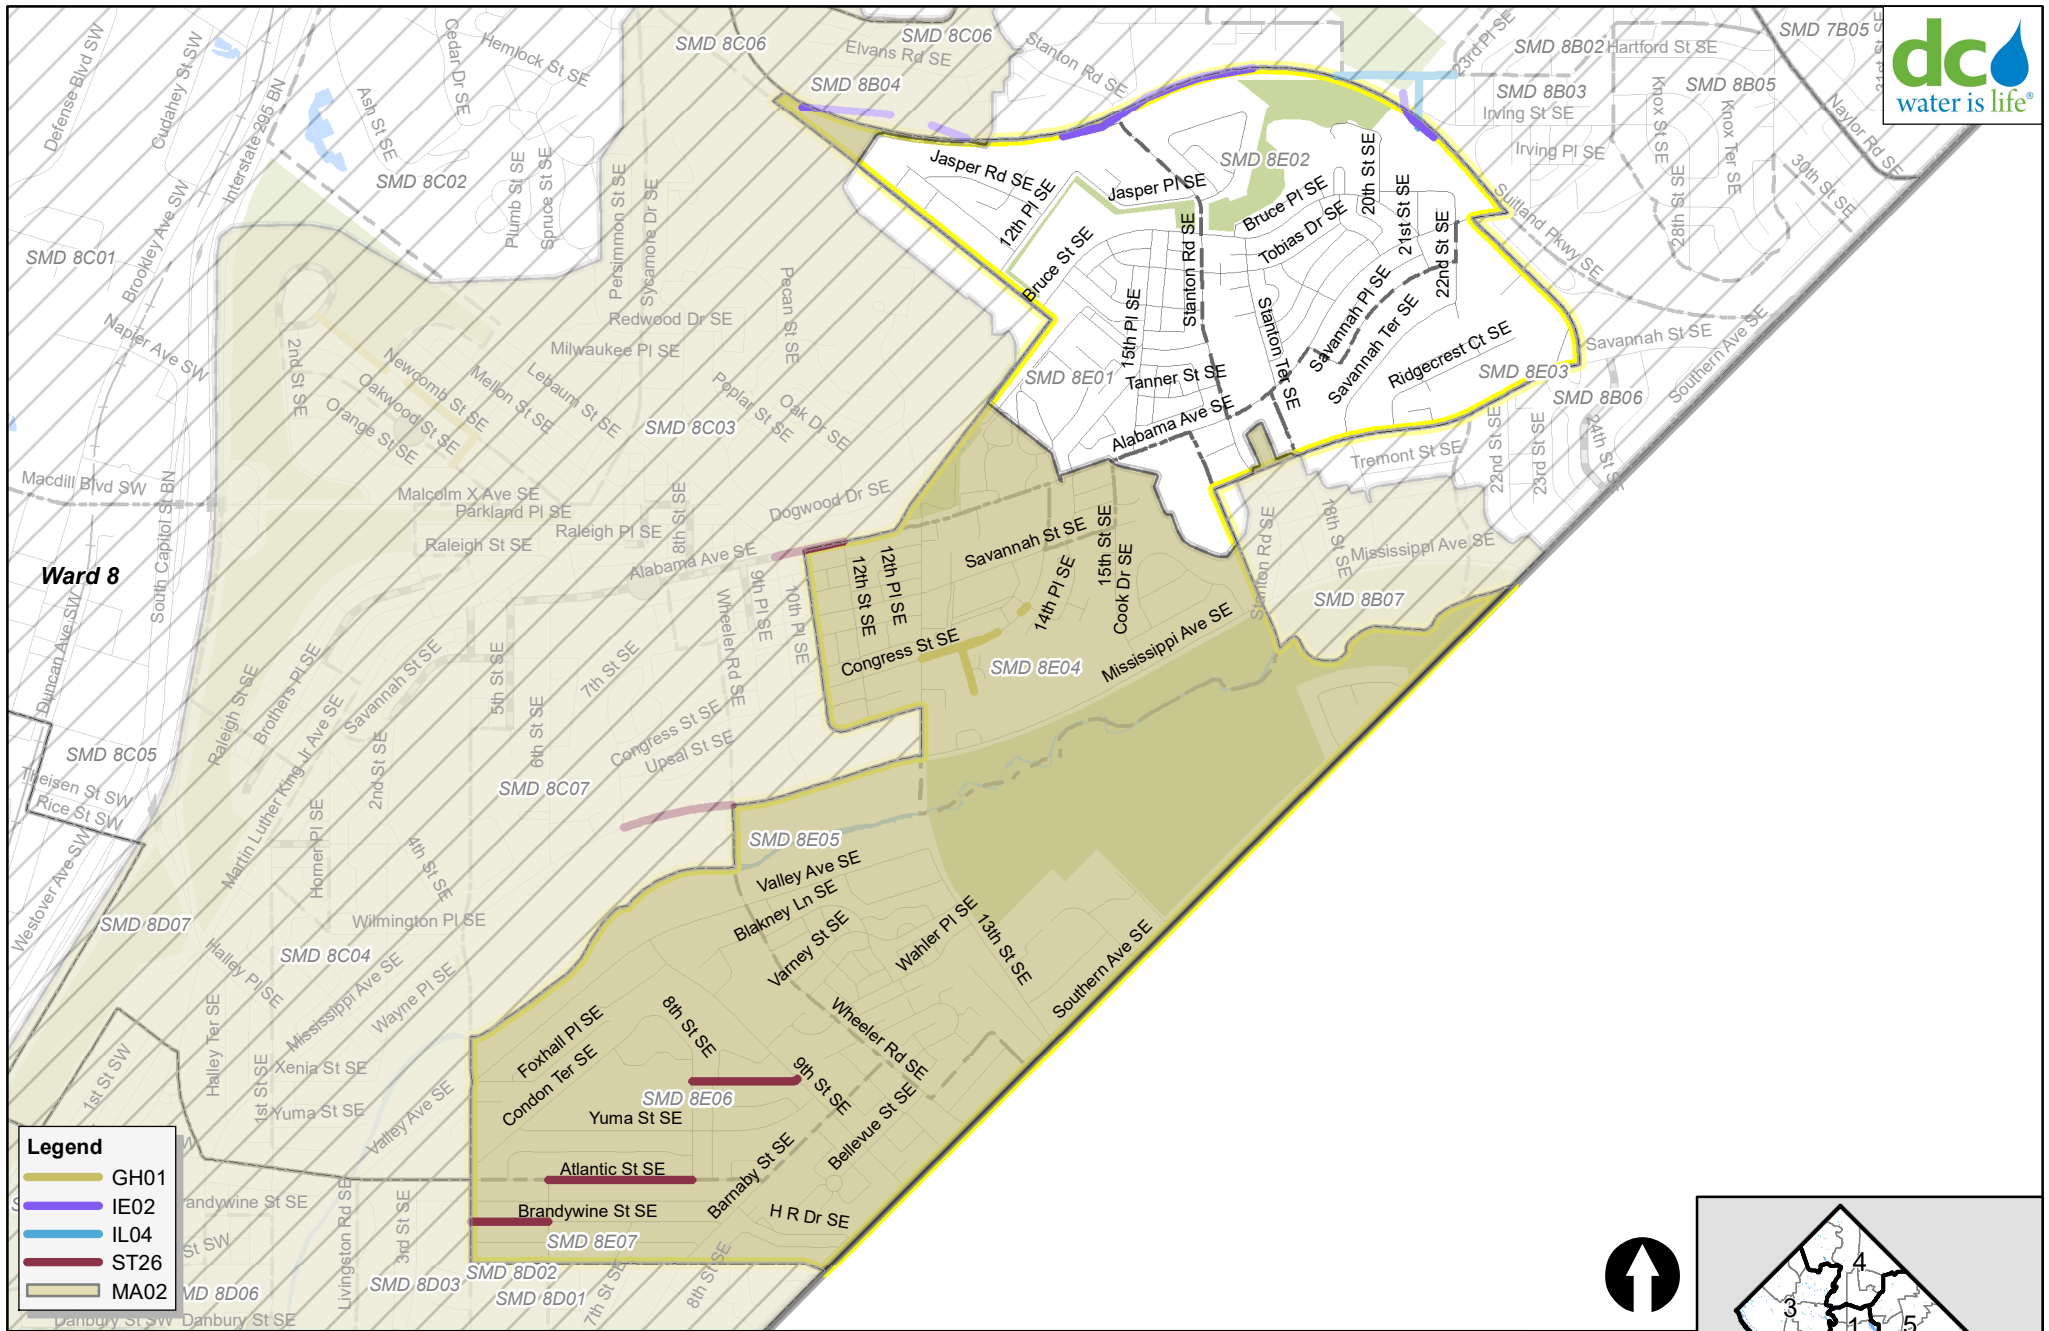 SMD 8C06
SMD 8C06
Elvans Rd SE
Stanton Rd SE
23rd Pl SE
SMD 8B02
Hartford St SE
SMD 7B05
21st St SE
dc
water is life®
Defense Blvd SW
Cudahey St SW
Cedar Dr SE
Hemlock St SE
Ash St SE
Interstate 295 BN
SMD 8B04
SMD 8B03
Irving St SE
Irving Pl SE
Knox St SE
SMD 8B05
Knox Ter SE
28th St SE
30th St SE
Naylor Rd SE
SMD 8C02
Plumb St SE
Spruce St SE
Persimmon St SE
Sycamore Dr SE
Jasper Rd SE
12th Pl SE
Jasper Pl SE
SMD 8E02
Bruce Pl SE
Tobias Dr SE
20th St SE
21st St SE
22nd St SE
Suitland Pkwy SE
SMD 8C01
Brookley Ave SW
Napier Ave SW
Bruce St SE
Stanton Rd SE
15th Pl SE
Stanton Ter SE
Savannah Pl SE
Savannah Ter SE
Ridgecrest Ct SE
Savannah St SE
Southern Ave SE
SMD 8E03
SMD 8B06
Pecan St SE
Redwood Dr SE
Milwaukee Pl SE
2nd St SE
Newcomb St SE
Mellon St SE
Lebaum St SE
Oakwood St SE
Orange St SE
Poplar St SE
Oak Dr SE
SMD 8C03
SMD 8E01
Tanner St SE
Alabama Ave SE
Tremont St SE
22nd St SE
23rd St SE
24th St SE
Macdill Blvd SW
South Capitol St BN
Malcolm X Ave SE
Parkland Pl SE
Raleigh St SE
Raleigh Pl SE
8th St SE
Dogwood Dr SE
Alabama Ave SE
Ward 8
Savannah St SE
15th St SE
Cook Dr SE
14th Pl SE
12th St SE
12th Pl SE
Stanton Rd SE
18th St SE
Mississippi Ave SE
SMD 8B07
Duncan Ave SW
Wheeler Rd SE
9th Pl SE
10th Pl SE
Congress St SE
SMD 8E04
Mississippi Ave SE
Raleigh St SE
Brothers Pl SE
Savannah St SE
5th St SE
6th St SE
7th St SE
Congress St SE
Upsal St SE
SMD 8C05
Theisen St SW
Rice St SW
Westover Ave SW
Martin Luther King Jr Ave SE
2nd St SE
SMD 8C07
Homer Pl SE
4th St SE
SMD 8E05
Valley Ave SE
Blakney Ln SE
Varney St SE
Wahler Pl SE
13th St SE
Southern Ave SE
SMD 8D07
Wilmington Pl SE
Halley Pl SE
SMD 8C04
Mississippi Ave SE
Wayne Pl SE
Halley Ter SE
1st St SW
1st St SE
Xenia St SE
Yuma St SE
Valley Ave SE
Foxhall Pl SE
Condon Ter SE
8th St SE
9th St SE
Wheeler Rd SE
Bellevue St SE
SMD 8E06
Yuma St SE
Atlantic St SE
Barnaby St SE
Brandywine St SE
H R Dr SE
SMD 8E07
Legend
GH01
IE02
IL04
ST26
MA02
andywine St SE
St SW
Livingston Rd SE
3rd St SE
MD 8D06
SMD 8D03
SMD 8D02
SMD 8D01
7th St SE
8th St SE
Danbury St SW
Danbury St SE
4
3
1
5